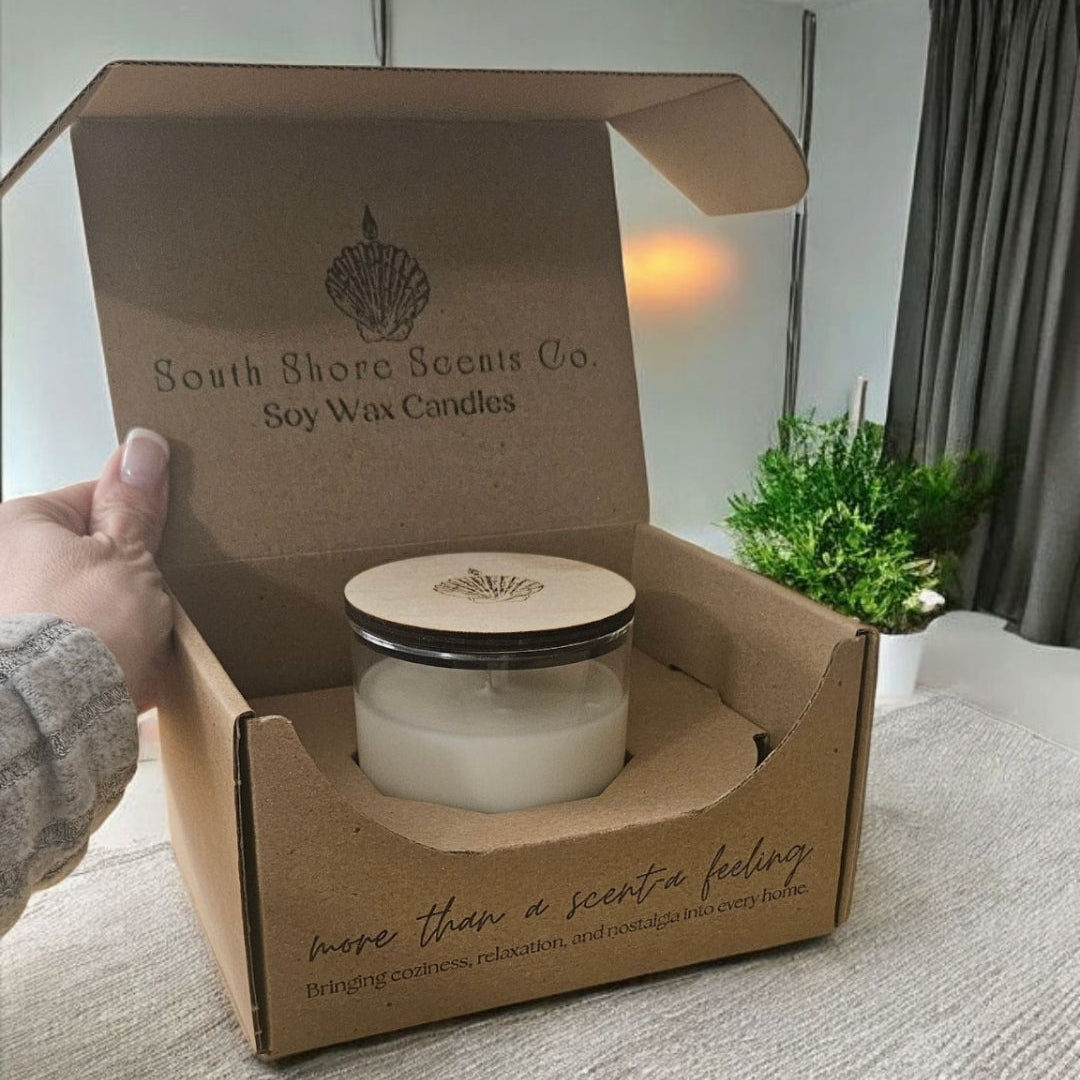 South Shore Scents Co.
Soy Wax Candles
more than a scent-a feeling
Bringing coziness, relaxation, and nostalgia into every home.